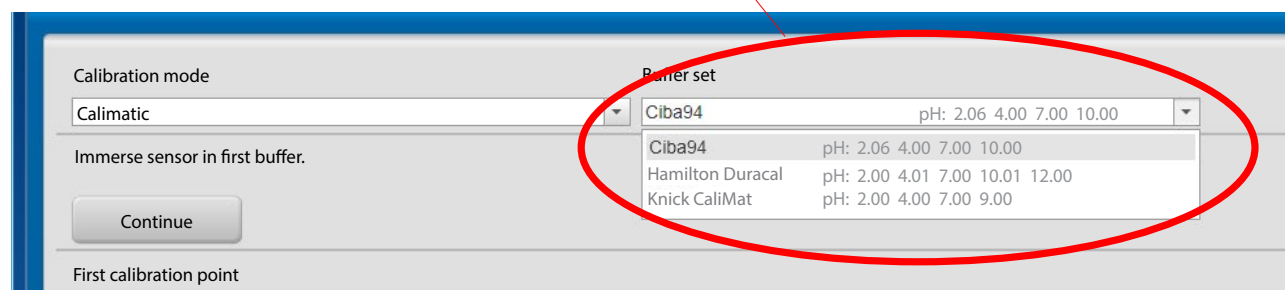 Calibration mode
Buffer set
Calimatic
Ciba94 pH: 2.06 4.00 7.00 10.00
Ciba94 pH: 2.06 4.00 7.00 10.00
Immerse sensor in first buffer.
Hamilton Duracal pH: 2.00 4.01 7.00 10.01 12.00
Knick CaliMat pH: 2.00 4.00 7.00 9.00
Continue
First calibration point